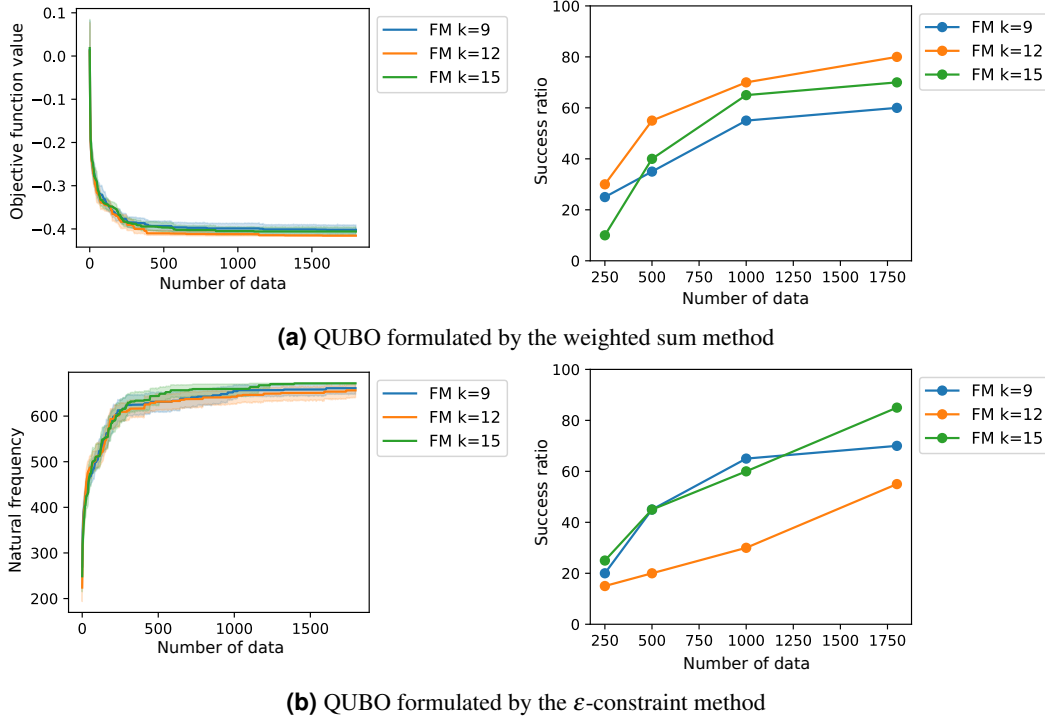 0.1
0.0
−0.1
−0.2
−0.3
−0.4
Objective function value
0
500
1000
1500
Number of data
FM k=9
FM k=12
FM k=15
100
80
60
40
20
0
Success ratio
250
500
750
1000
1250
1500
1750
Number of data
FM k=9
FM k=12
FM k=15
(a) QUBO formulated by the weighted sum method
600
500
400
300
200
Natural frequency
0
500
1000
1500
Number of data
FM k=9
FM k=12
FM k=15
100
80
60
40
20
0
Success ratio
250
500
750
1000
1250
1500
1750
Number of data
FM k=9
FM k=12
FM k=15
(b) QUBO formulated by the ε-constraint method